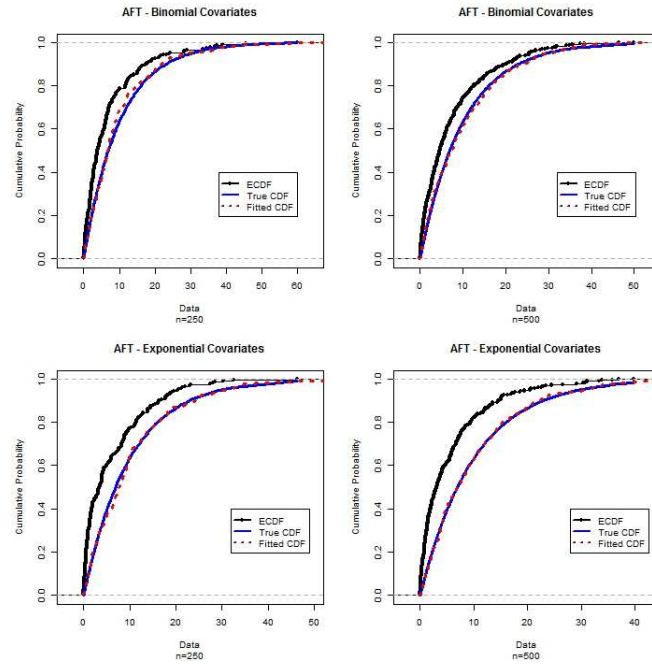 AFT - Binomial Covariates
Cumulative Probability
1.0
0.8
0.6
0.4
0.2
0.0
ECDF
True CDF
Fitted CDF
0 10 20 30 40 50 60
Data
n=250
AFT - Binomial Covariates
Cumulative Probability
1.0
0.8
0.6
0.4
0.2
0.0
ECDF
True CDF
Fitted CDF
0 10 20 30 40 50
Data
n=500
AFT - Exponential Covariates
Cumulative Probability
1.0
0.8
0.6
0.4
0.2
0.0
ECDF
True CDF
Fitted CDF
0 10 20 30 40 50
Data
n=250
AFT - Exponential Covariates
Cumulative Probability
1.0
0.8
0.6
0.4
0.2
0.0
ECDF
True CDF
Fitted CDF
0 10 20 30 40
Data
n=500